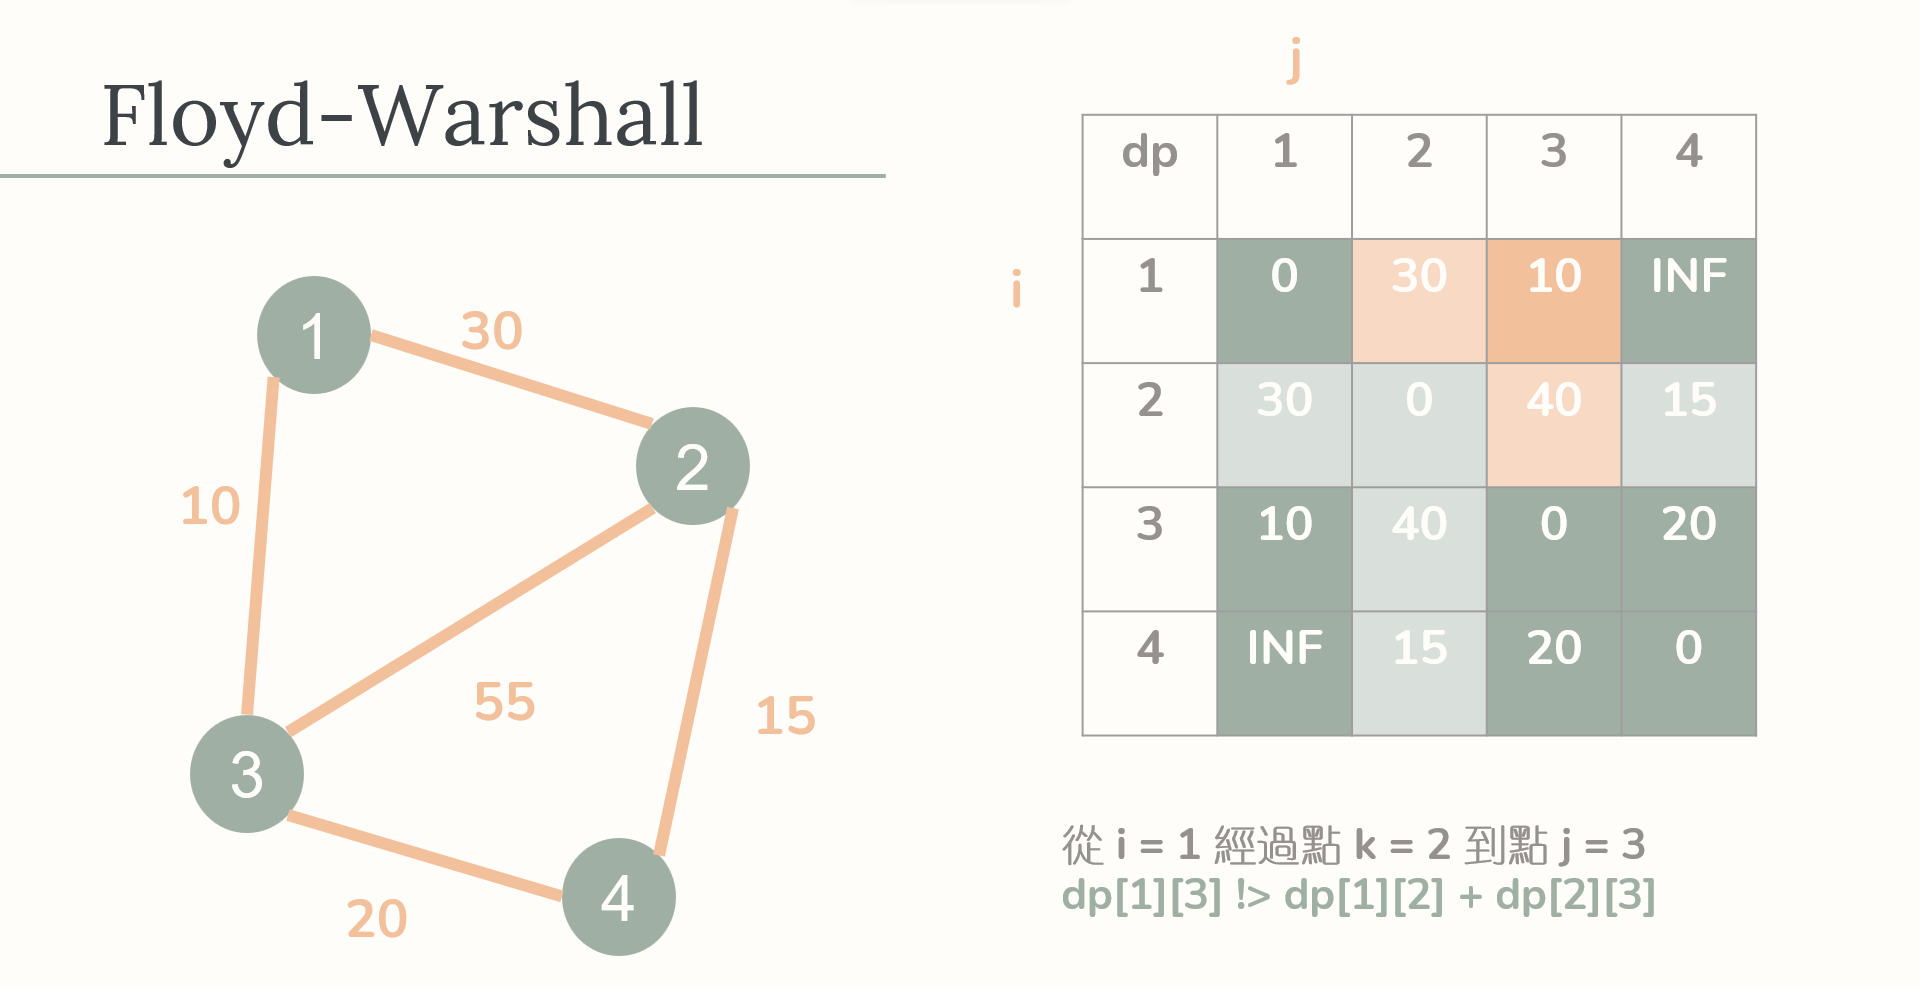 Floyd-Warshall
1
30
2
10
55
15
3
20
4
j
i
dp 1 2 3 4
1 0 30 10 INF
2 30 0 40 15
3 10 40 0 20
4 INF 15 20 0
從 i = 1 經過點 k = 2 到點 j = 3
dp[1][3] !> dp[1][2] + dp[2][3]